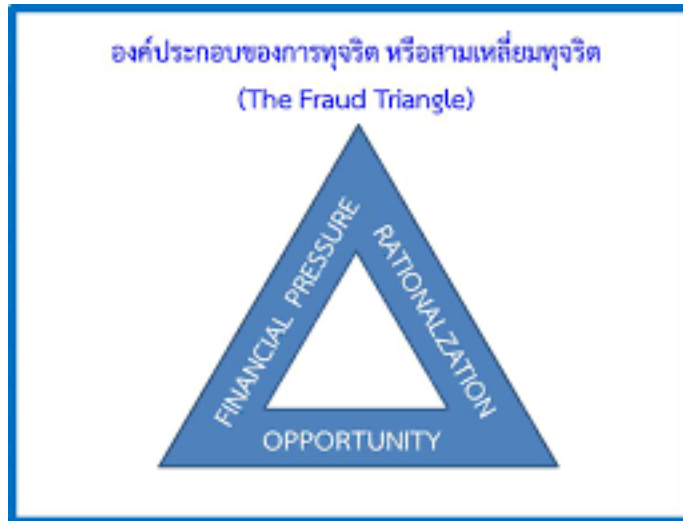 องค์ประกอบของการทุจริต หรือสามเหลี่ยมทุจริต
(The Fraud Triangle)
FINANCIAL PRESSURE
RATIONALZATION
OPPORTUNITY